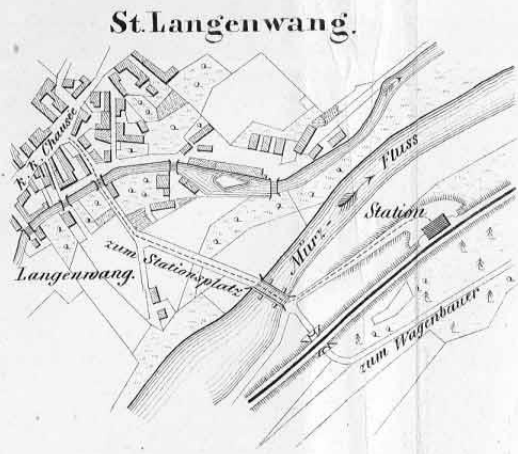 St. Langenwang.
K. K. Chaussée
Mürz-Fluss
Station
Langenwang.
zum Stationsplatz
zum Wagenbauer